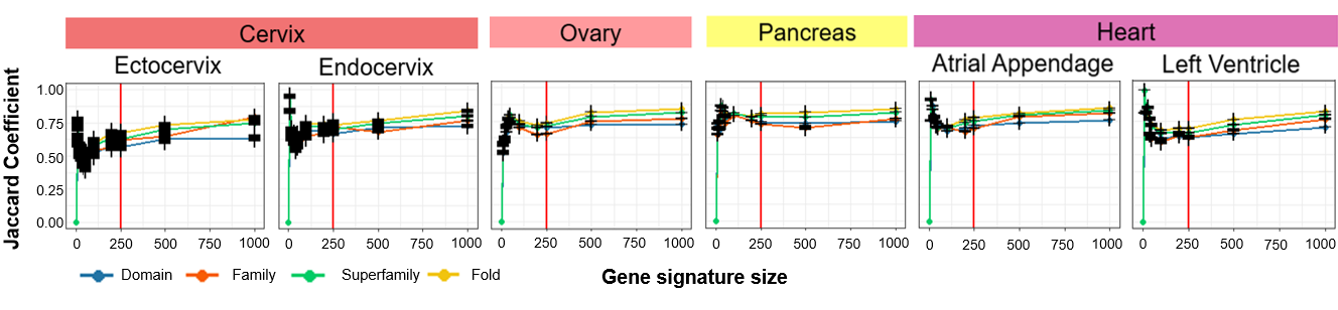 Cervix Ovary Pancreas Heart
Ectocervix Endocervix Atrial Appendage Left Ventricle
Jaccard Coefficient
1.00
0.75
0.50
0.25
0.00
0 250 500 750 1000 0 250 500 750 1000 0 250 500 750 1000 0 250 500 750 1000 0 250 500 750 1000 0 250 500 750 1000
Domain Family Superfamily Fold
Gene signature size